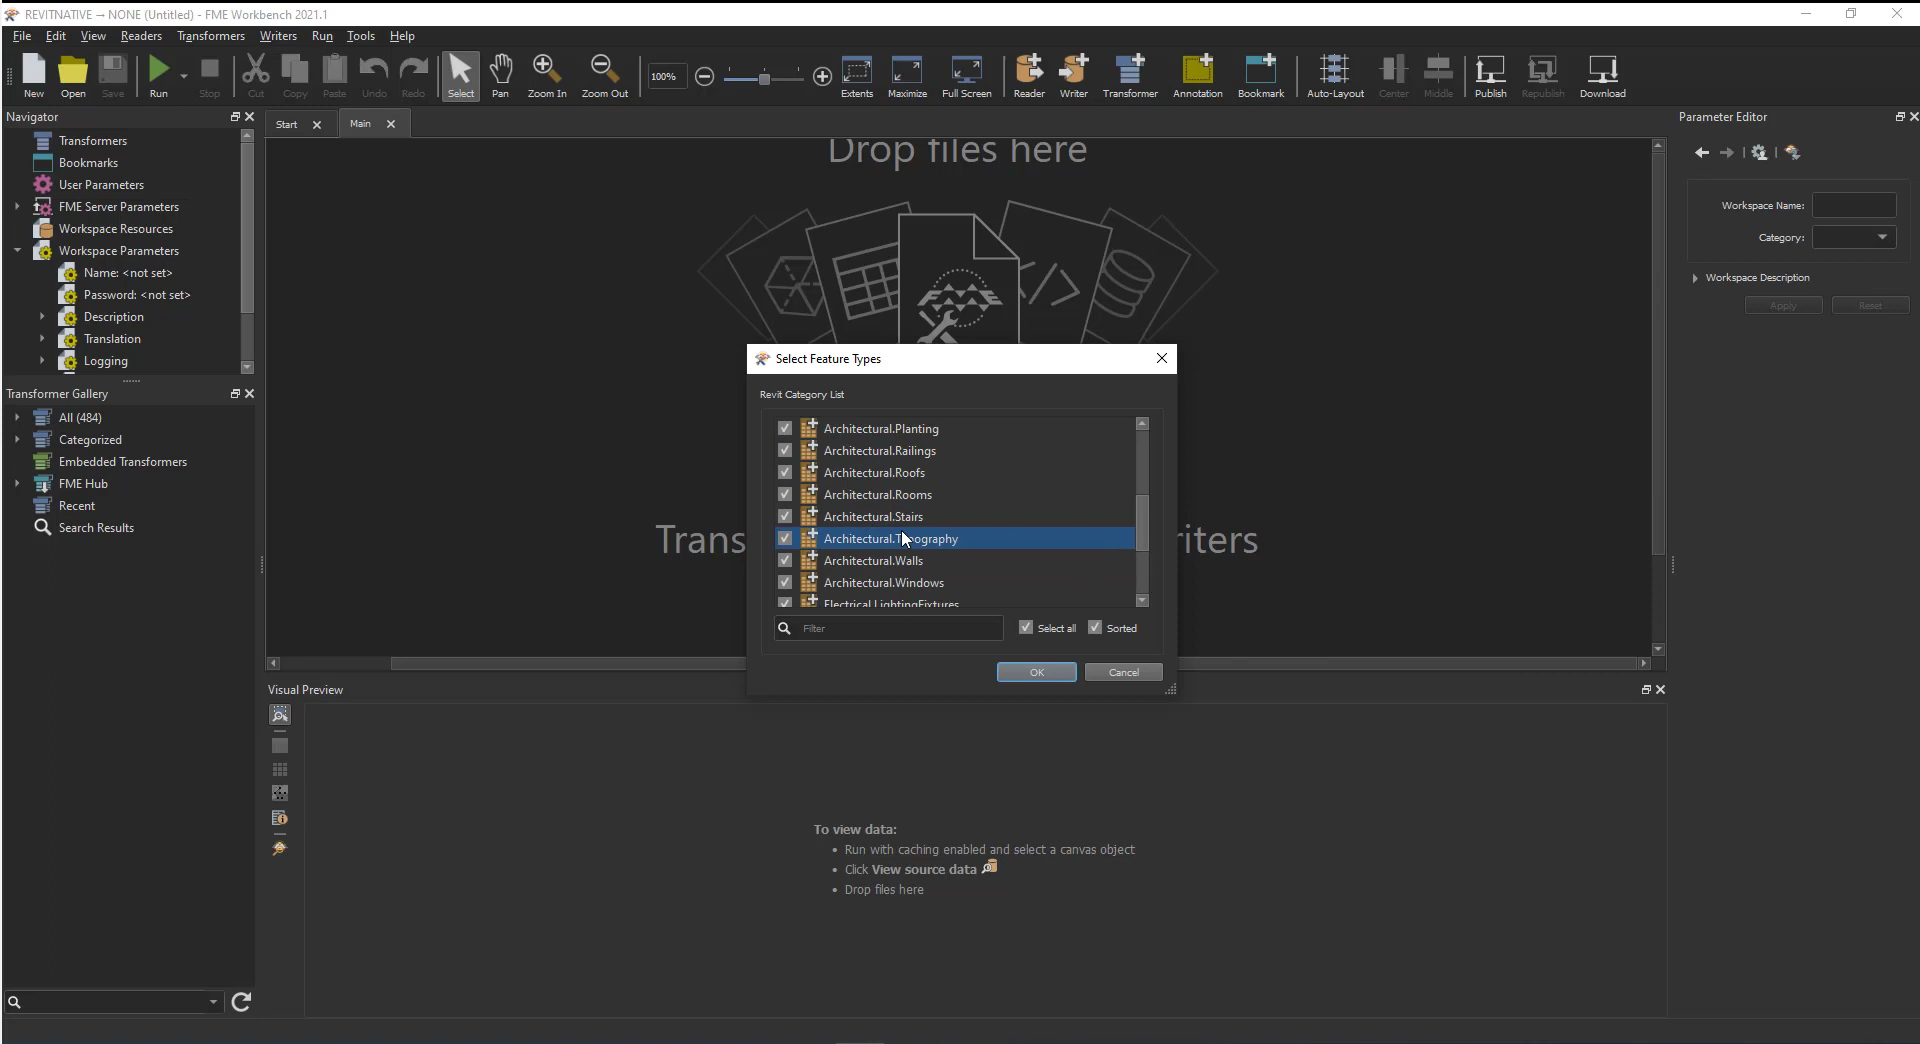 REVITNATIVE → NONE (Untitled) - FME Workbench 2021.1
File Edit View Readers Transformers Writers Run Tools Help
New Open Save Run Stop Cut Copy Paste Undo Redo Select Pan Zoom In Zoom Out 100% Extents Maximize Full Screen Reader Writer Transformer Annotation Bookmark Auto-Layout Center Middle Publish Republish Download
Navigator
Transformers
Bookmarks
User Parameters
FME Server Parameters
Workspace Resources
Workspace Parameters
Name: <not set>
Password: <not set>
Description
Translation
Logging
Transformer Gallery
All (484)
Categorized
Embedded Transformers
FME Hub
Recent
Search Results
Start Main
Drop files here
FME
Trans
riters
Select Feature Types
Revit Category List
Architectural.Planting
Architectural.Railings
Architectural.Roofs
Architectural.Rooms
Architectural.Stairs
Architectural.Topography
Architectural.Walls
Architectural.Windows
Electrical.LightingFixtures
Filter
Select all Sorted
OK Cancel
Visual Preview
To view data:
• Run with caching enabled and select a canvas object
• Click View source data
• Drop files here
Parameter Editor
Workspace Name:
Category:
Workspace Description
Apply Reset